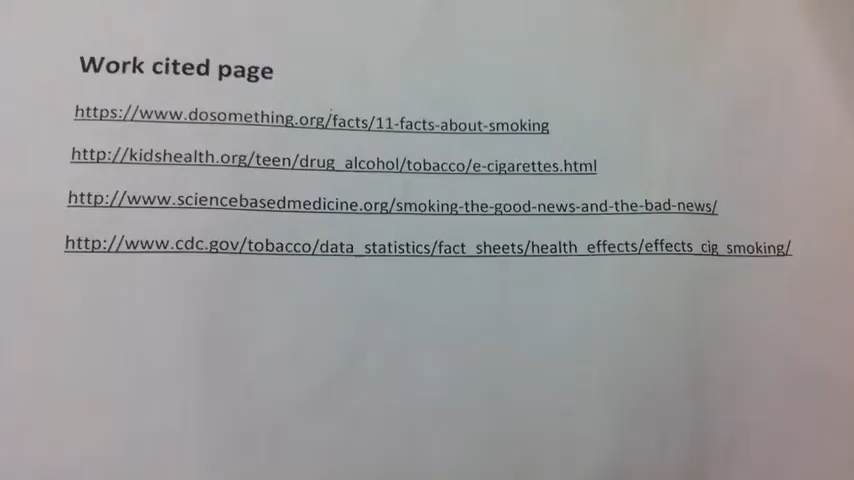 Work cited page
https://www.dosomething.org/facts/11-facts-about-smoking
http://kidshealth.org/teen/drug_alcohol/tobacco/e-cigarettes.html
http://www.sciencebasedmedicine.org/smoking-the-good-news-and-the-bad-news/
http://www.cdc.gov/tobacco/data_statistics/fact_sheets/health_effects/effects_cig_smoking/